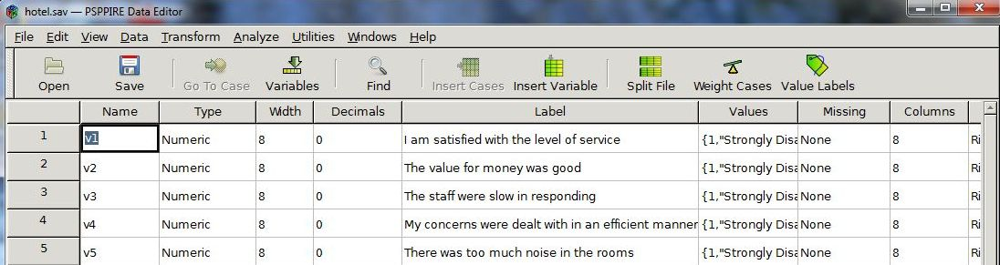 hotel.sav — PSPPIRE Data Editor
File Edit View Data Transform Analyze Utilities Windows Help
Open Save Go To Case Variables Find Insert Cases Insert Variable Split File Weight Cases Value Labels
Name Type Width Decimals Label Values Missing Columns
1 v1 Numeric 8 0 I am satisfied with the level of service {1,"Strongly Disa None 8 Ri
2 v2 Numeric 8 0 The value for money was good {1,"Strongly Disa None 8 Ri
3 v3 Numeric 8 0 The staff were slow in responding {1,"Strongly Disa None 8 Ri
4 v4 Numeric 8 0 My concerns were dealt with in an efficient manner {1,"Strongly Disa None 8 Ri
5 v5 Numeric 8 0 There was too much noise in the rooms {1,"Strongly Disa None 8 Ri